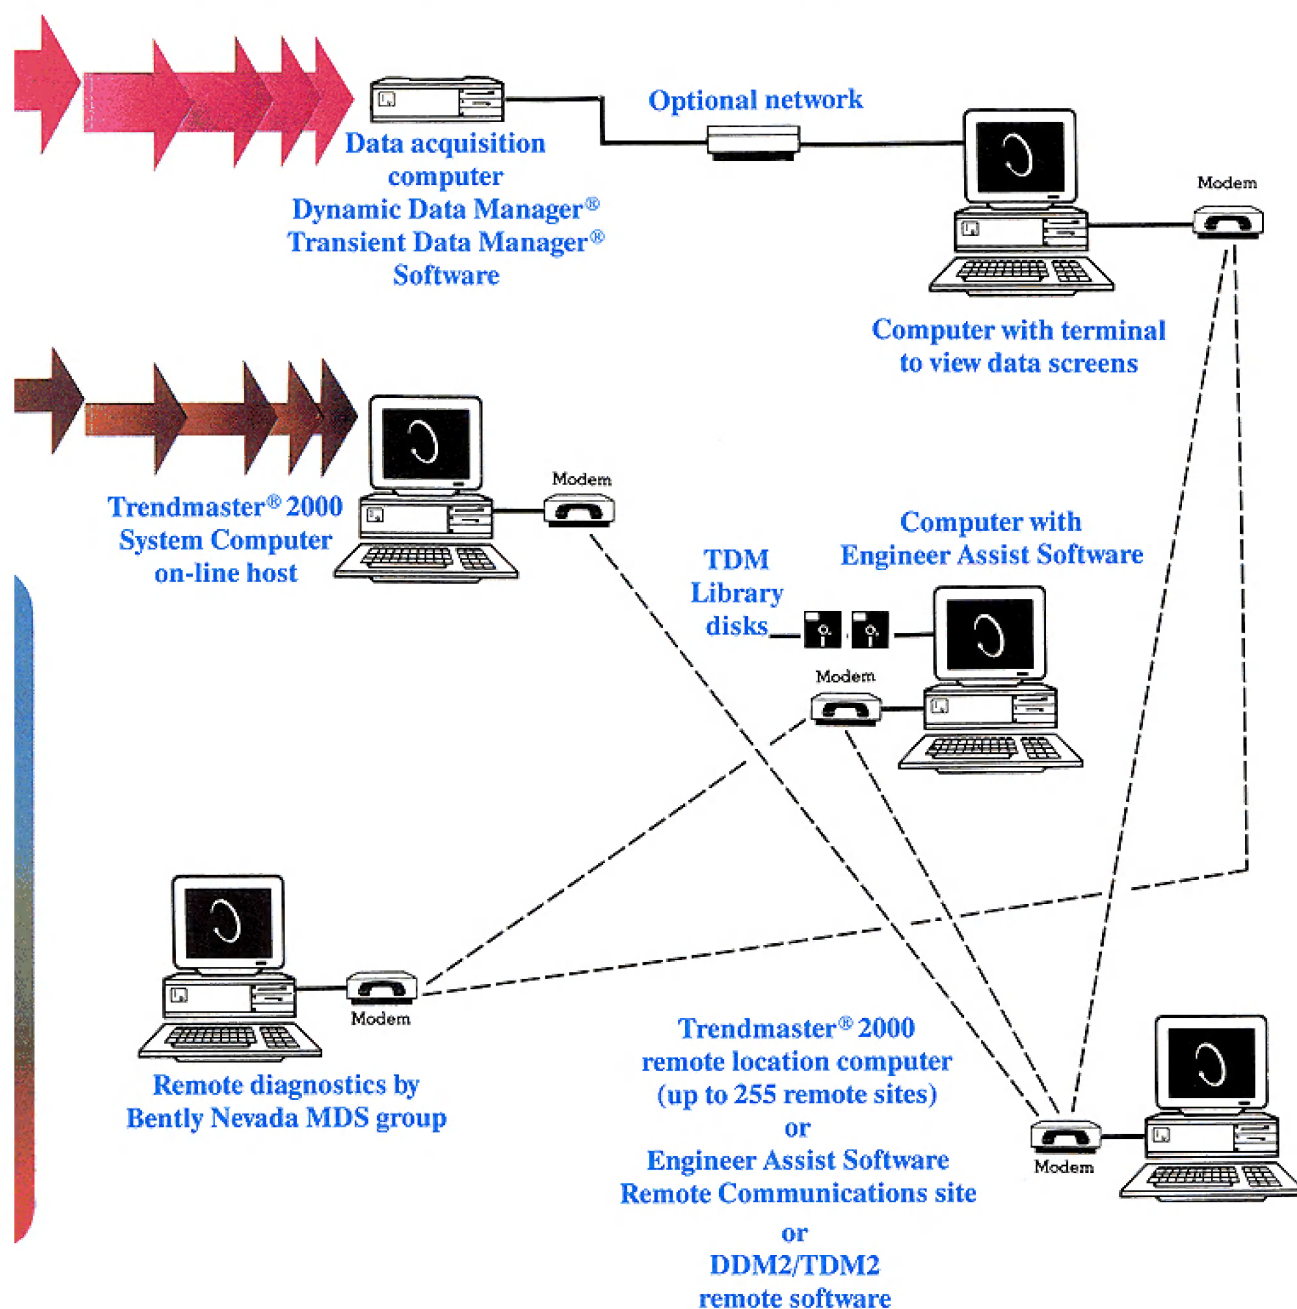 Optional network
Data acquisition
computer
Dynamic Data Manager®
Transient Data Manager®
Software
Modem
Computer with terminal
to view data screens
Trendmaster® 2000
System Computer
on-line host
Modem
Computer with
Engineer Assist Software
TDM
Library
disks
Modem
Modem
Remote diagnostics by
Bently Nevada MDS group
Trendmaster® 2000
remote location computer
(up to 255 remote sites)
or
Engineer Assist Software
Remote Communications site
or
DDM2/TDM2
remote software
Modem